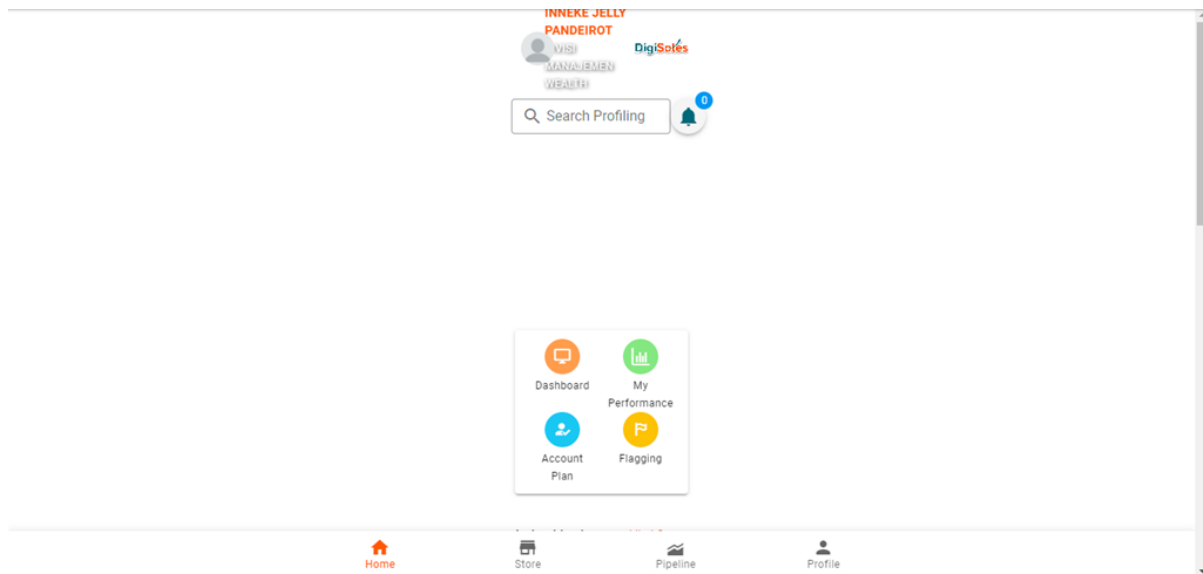 INNEKE JELLY
PANDEIROT
DIVISI
MANAJEMEN
WEALTH
DigiSales
Search Profiling
0
Dashboard
My
Performance
Account
Plan
Flagging
Home
Store
Pipeline
Profile